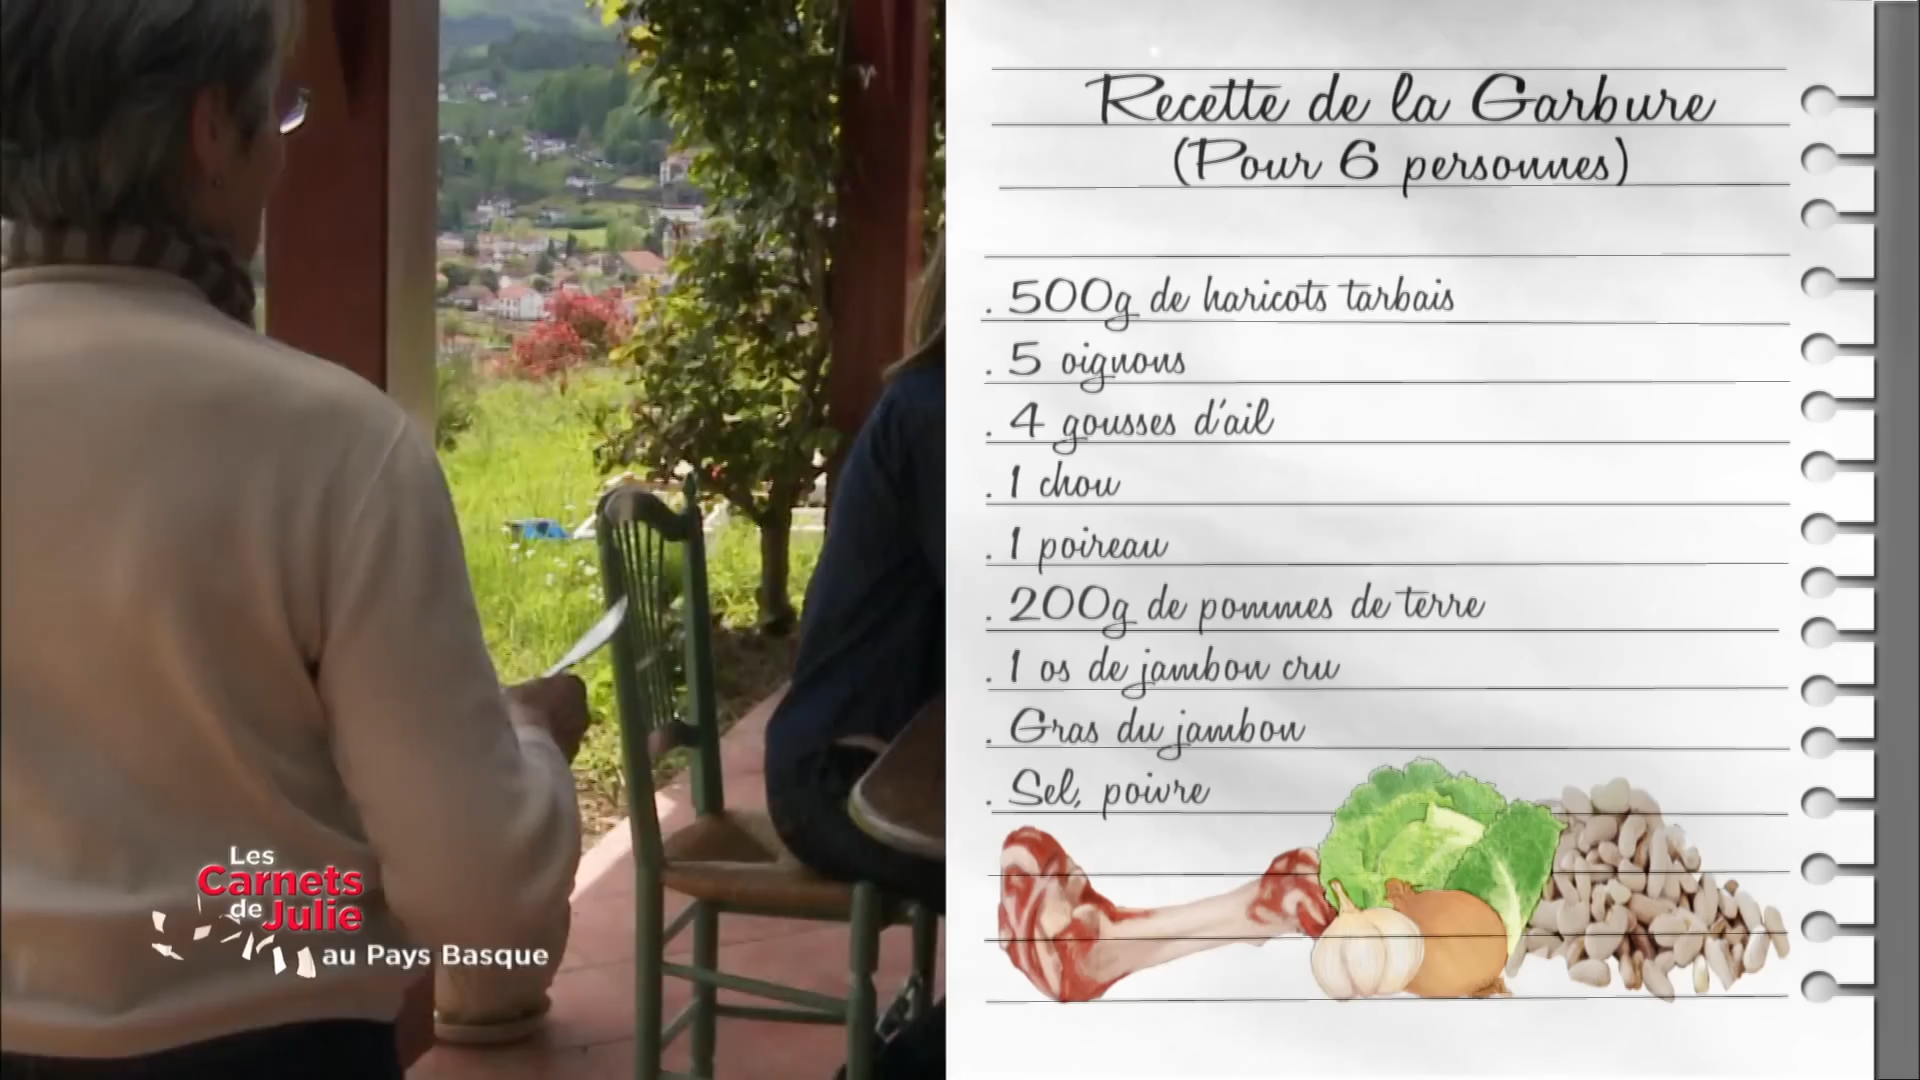 Recette de la Garbure
(Pour 6 personnes)
. 500g de haricots tarbais
. 5 oignons
. 4 gousses d'ail
. 1 chou
. 1 poireau
. 200g de pommes de terre
. 1 os de jambon cru
. Gras du jambon
. Sel, poivre
Les
Carnets
de Julie
au Pays Basque